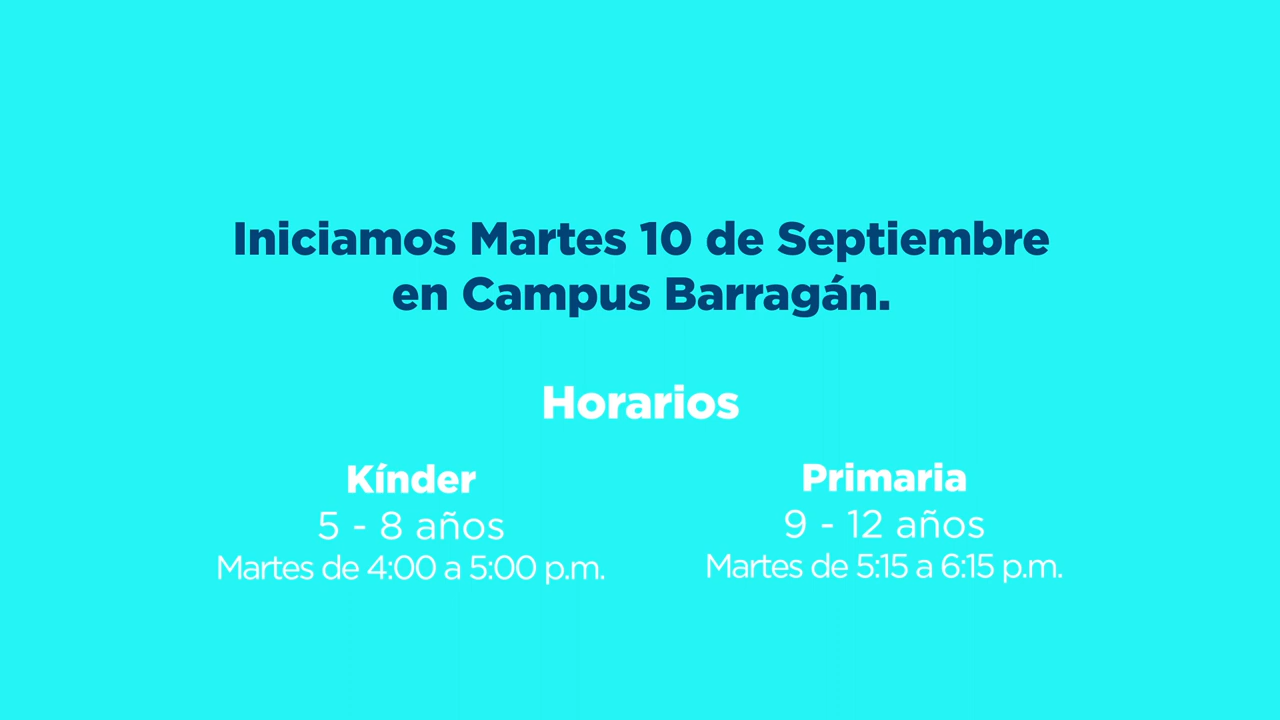 Iniciamos Martes 10 de Septiembre
en Campus Barragán.
Horarios
Kínder
5 - 8 años
Martes de 4:00 a 5:00 p.m.
Primaria
9 - 12 años
Martes de 5:15 a 6:15 p.m.